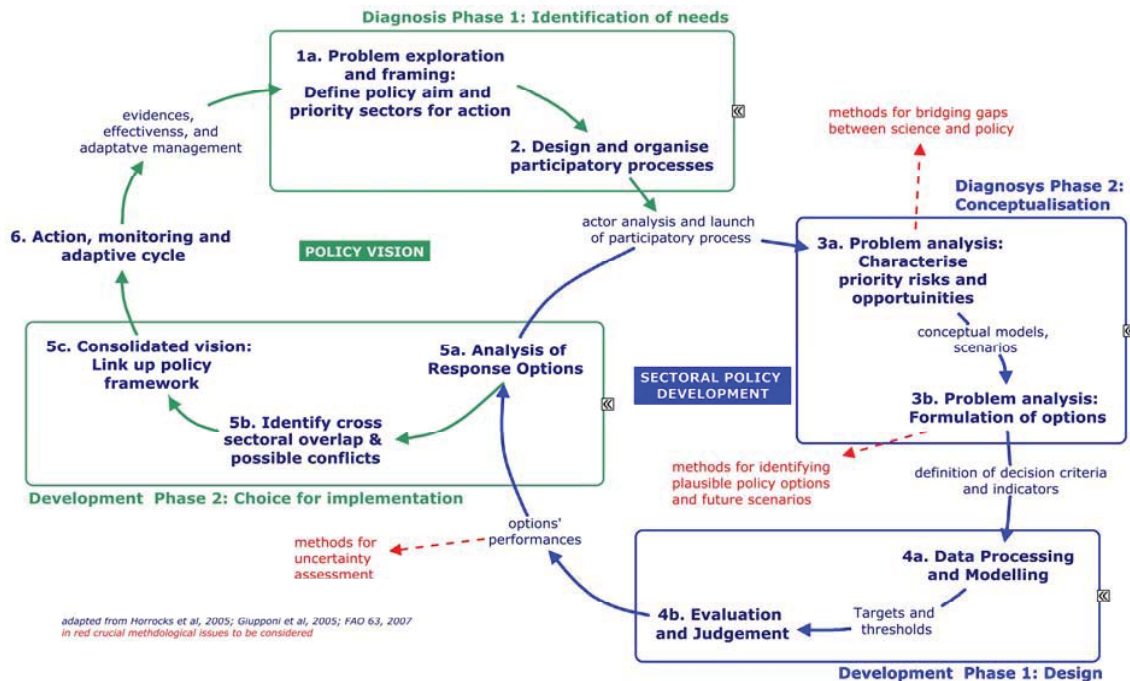 Diagnosis Phase 1: Identification of needs
1a. Problem exploration
and framing:
Define policy aim and
priority sectors for action
2. Design and organise
participatory processes
evidences,
effectivenss, and
adaptatve management
methods for bridging gaps
between science and policy
Diagnosys Phase 2:
Conceptualisation
actor analysis and launch
of participatory process
6. Action, monitoring and
adaptive cycle
POLICY VISION
3a. Problem analysis:
Characterise
priority risks and
opportuinities
conceptual models,
scenarios
3b. Problem analysis:
Formulation of options
5c. Consolidated vision:
Link up policy
framework
5a. Analysis of
Response Options
SECTORAL POLICY
DEVELOPMENT
5b. Identify cross
sectoral overlap &
possible conflicts
Development Phase 2: Choice for implementation
methods for identifying
plausible policy options
and future scenarios
definition of decision criteria
and indicators
options'
performances
methods for
uncertainty
assessment
4a. Data Processing
and Modelling
4b. Evaluation
and Judgement
Targets and
thresholds
Development Phase 1: Design
adapted from Horrocks et al, 2005; Giupponi et al, 2005; FAO 63, 2007
in red crucial methdological issues to be considered